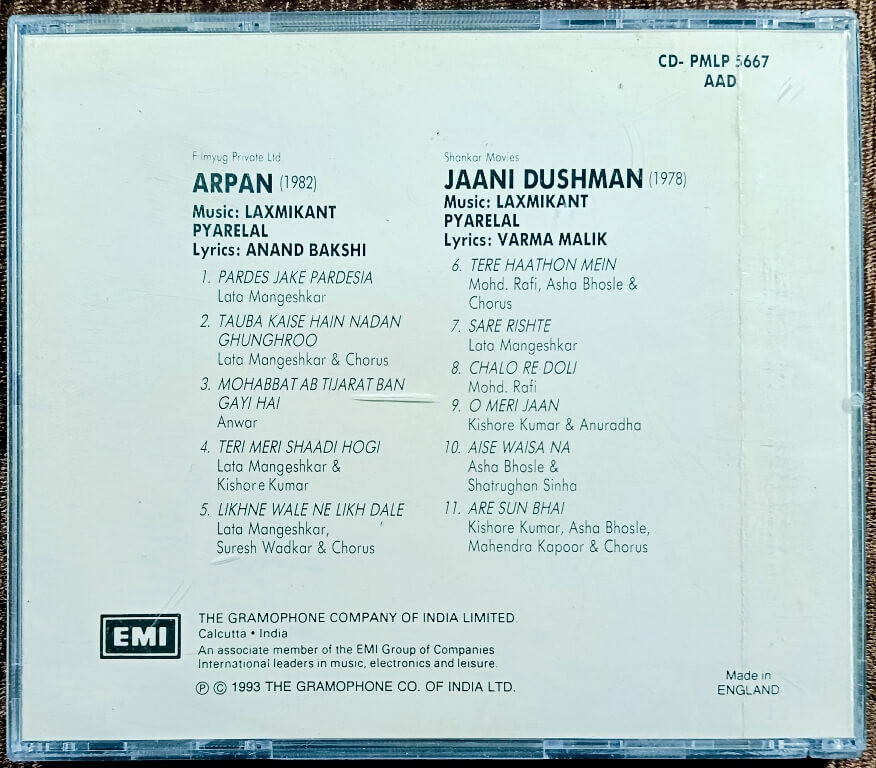 CD- PMLP 5667
AAD
Filmyug Private Ltd
ARPAN (1982)
Music: LAXMIKANT
PYARELAL
Lyrics: ANAND BAKSHI
1. PARDES JAKE PARDESIA
Lata Mangeshkar
2. TAUBA KAISE HAIN NADAN
GHUNGHROO
Lata Mangeshkar & Chorus
3. MOHABBAT AB TIJARAT BAN
GAYI HAI
Anwar
4. TERI MERI SHAADI HOGI
Lata Mangeshkar &
Kishore Kumar
5. LIKHNE WALE NE LIKH DALE
Lata Mangeshkar,
Suresh Wadkar & Chorus
Shankar Movies
JAANI DUSHMAN (1978)
Music: LAXMIKANT
PYARELAL
Lyrics: VARMA MALIK
6. TERE HAATHON MEIN
Mohd. Rafi, Asha Bhosle &
Chorus
7. SARE RISHTE
Lata Mangeshkar
8. CHALO RE DOLI
Mohd. Rafi
9. O MERI JAAN
Kishore Kumar & Anuradha
10. AISE WAISA NA
Asha Bhosle &
Shatrughan Sinha
11. ARE SUN BHAI
Kishore Kumar, Asha Bhosle,
Mahendra Kapoor & Chorus
EMI
THE GRAMOPHONE COMPANY OF INDIA LIMITED.
Calcutta • India
An associate member of the EMI Group of Companies
International leaders in music, electronics and leisure.
℗ © 1993 THE GRAMOPHONE CO. OF INDIA LTD.
Made in
ENGLAND